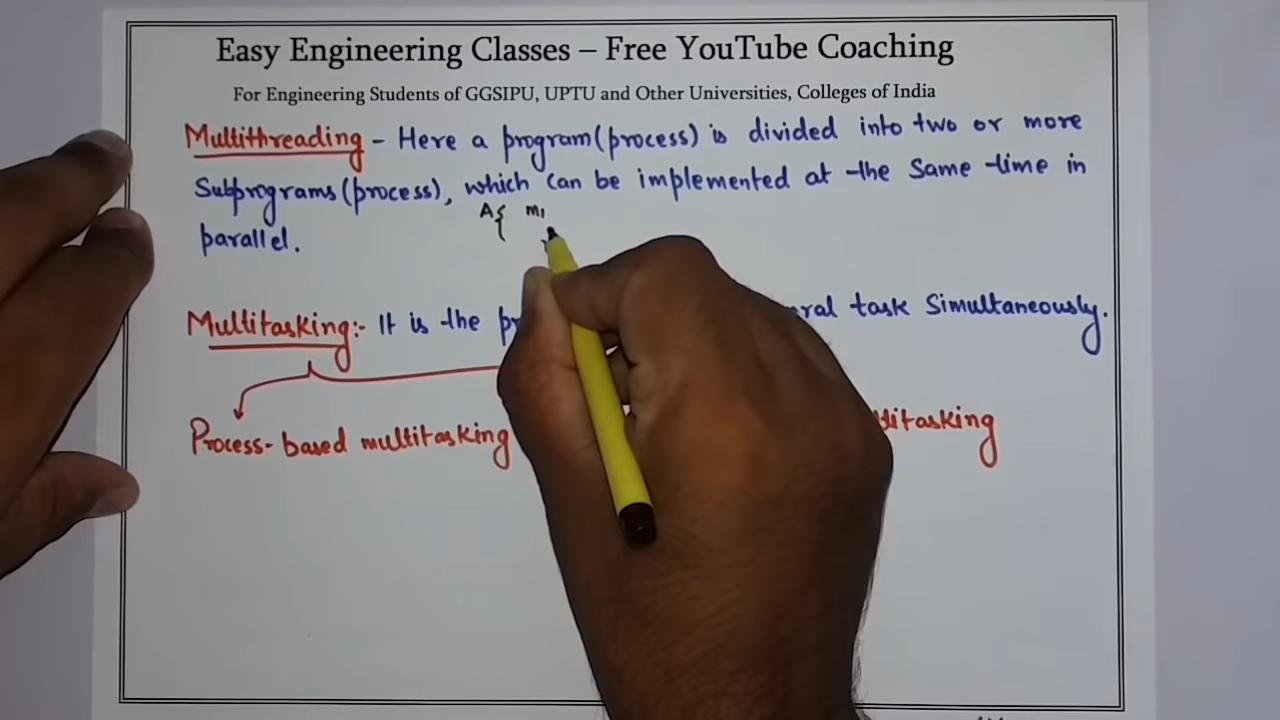 Easy Engineering Classes – Free YouTube Coaching
For Engineering Students of GGSIPU, UPTU and Other Universities, Colleges of India
Multithreading - Here a program(process) is divided into two or more
Subprograms(process), which can be implemented at the same time in
A{ m1
parallel.
Multitasking:- It is the task Simultaneously.
Process-based multitasking